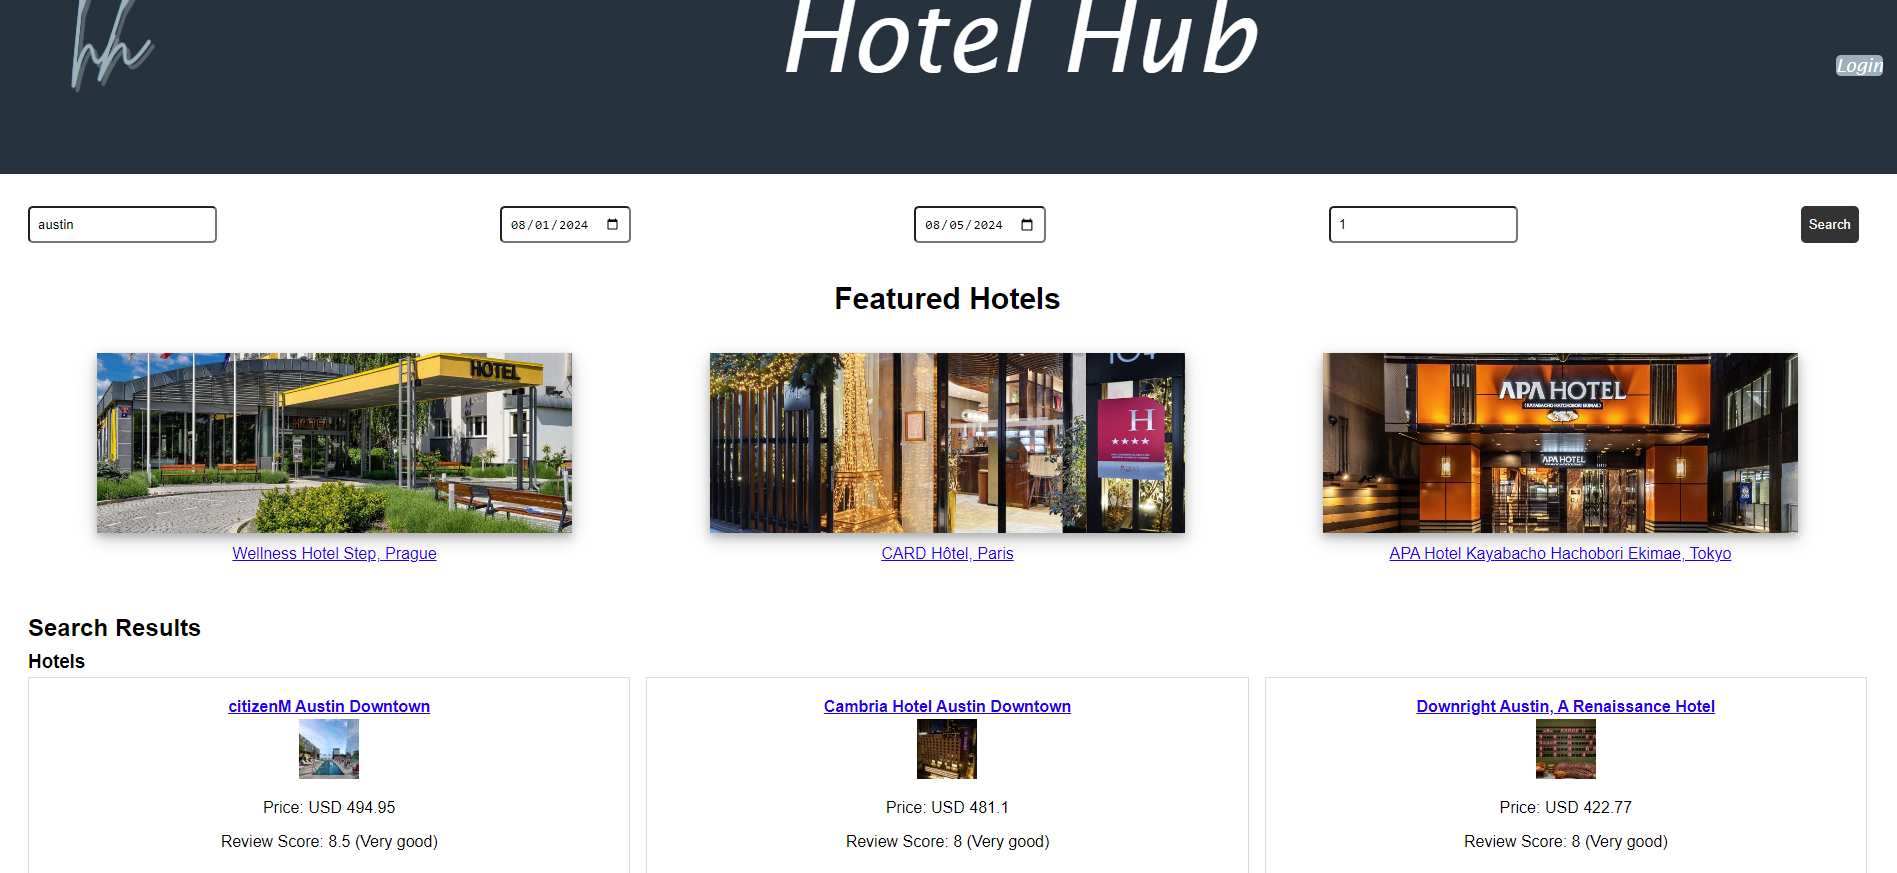 hh
Hotel Hub
Login
austin
08/01/2024
08/05/2024
1
Search
Featured Hotels
HOTEL
HOTEL
H
★★★★
APA HOTEL
APA HOTEL
Wellness Hotel Step, Prague
CARD Hôtel, Paris
APA Hotel Kayabacho Hachobori Ekimae, Tokyo
Search Results
Hotels
citizenM Austin Downtown
Cambria Hotel Austin Downtown
Downright Austin, A Renaissance Hotel
Price: USD 494.95
Price: USD 481.1
Price: USD 422.77
Review Score: 8.5 (Very good)
Review Score: 8 (Very good)
Review Score: 8 (Very good)